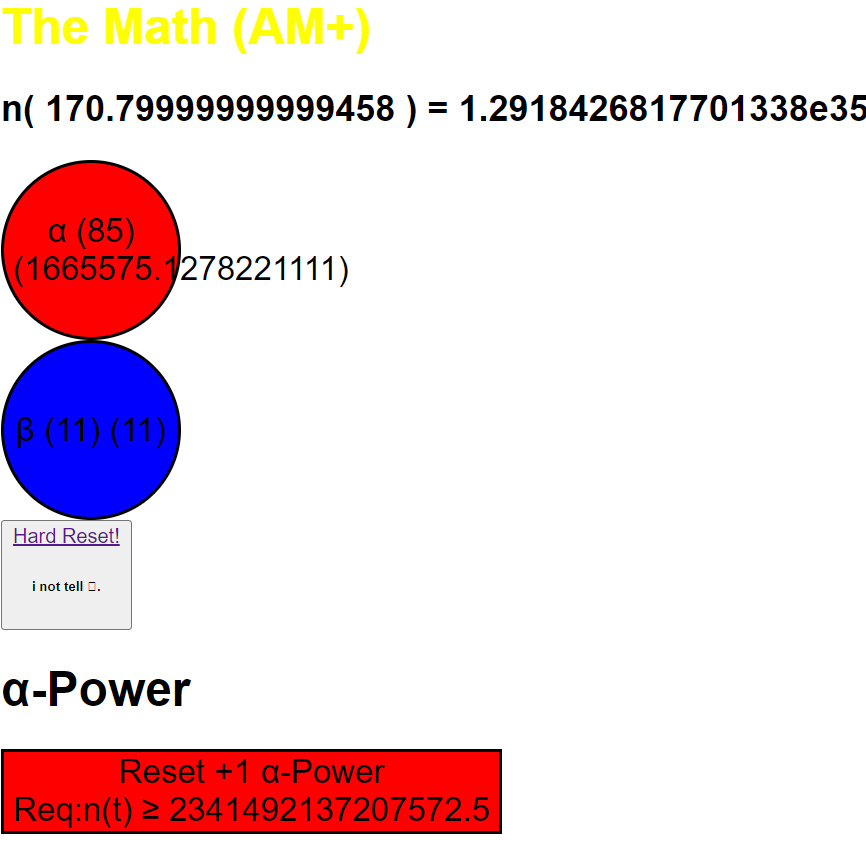 The Math (AM+)
n( 170.79999999999458 ) = 1.2918426817701338e35
α (85)
(1665575.1278221111)
β (11) (11)
Hard Reset!
i not tell ▯.
α-Power
Reset +1 α-Power
Req:n(t) ≥ 2341492137207572.5